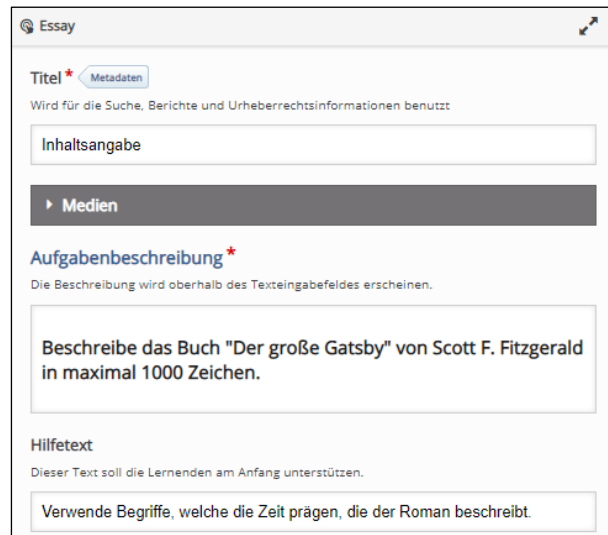 Essay
Titel * Metadaten
Wird für die Suche, Berichte und Urheberrechtsinformationen benutzt
Inhaltsangabe
Medien
Aufgabenbeschreibung *
Die Beschreibung wird oberhalb des Texteingabefeldes erscheinen.
Beschreibe das Buch "Der große Gatsby" von Scott F. Fitzgerald
in maximal 1000 Zeichen.
Hilfetext
Dieser Text soll die Lernenden am Anfang unterstützen.
Verwende Begriffe, welche die Zeit prägen, die der Roman beschreibt.